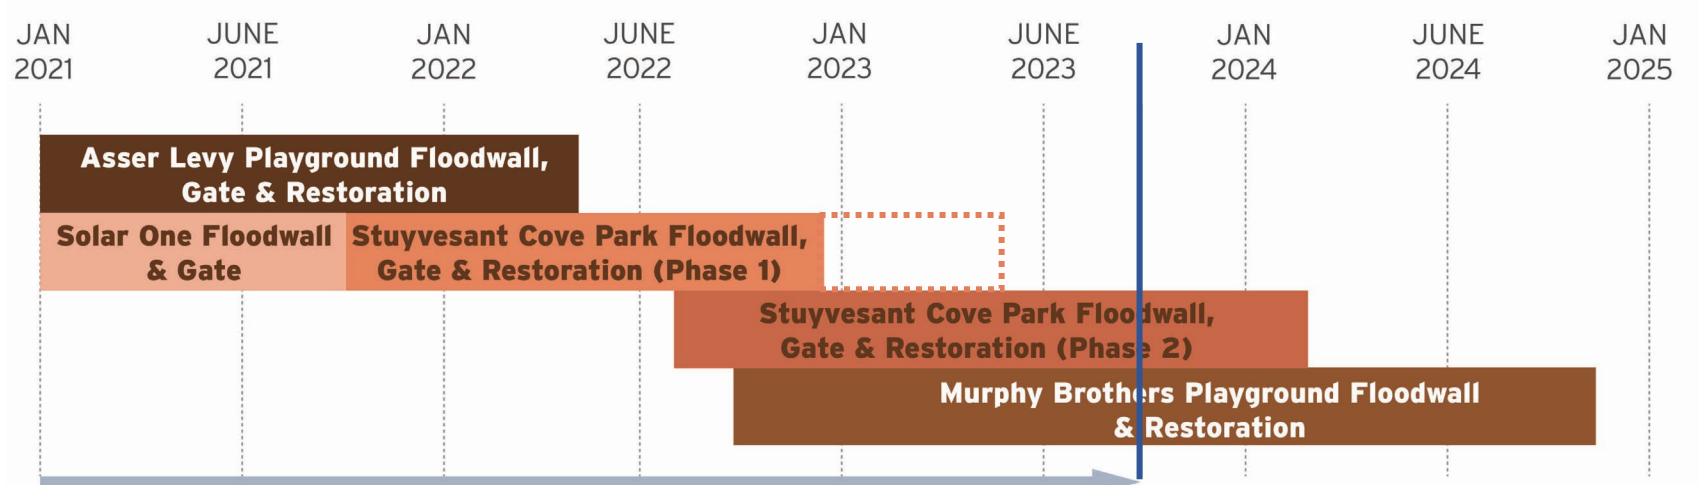 JAN JUNE JAN JUNE JAN JUNE JAN JUNE JAN
2021 2021 2022 2022 2023 2023 2024 2024 2025
Asser Levy Playground Floodwall,
Gate & Restoration
Solar One Floodwall
& Gate
Stuyvesant Cove Park Floodwall,
Gate & Restoration (Phase 1)
Stuyvesant Cove Park Floodwall,
Gate & Restoration (Phase 2)
Murphy Brothers Playground Floodwall
& Restoration